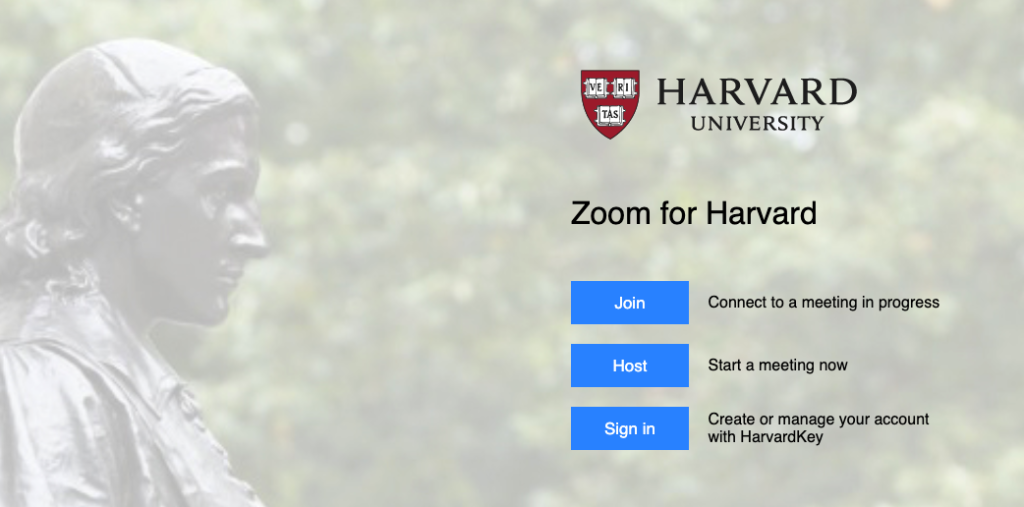 VE RI
TAS
HARVARD
UNIVERSITY
Zoom for Harvard
Join
Connect to a meeting in progress
Host
Start a meeting now
Sign in
Create or manage your account
with HarvardKey